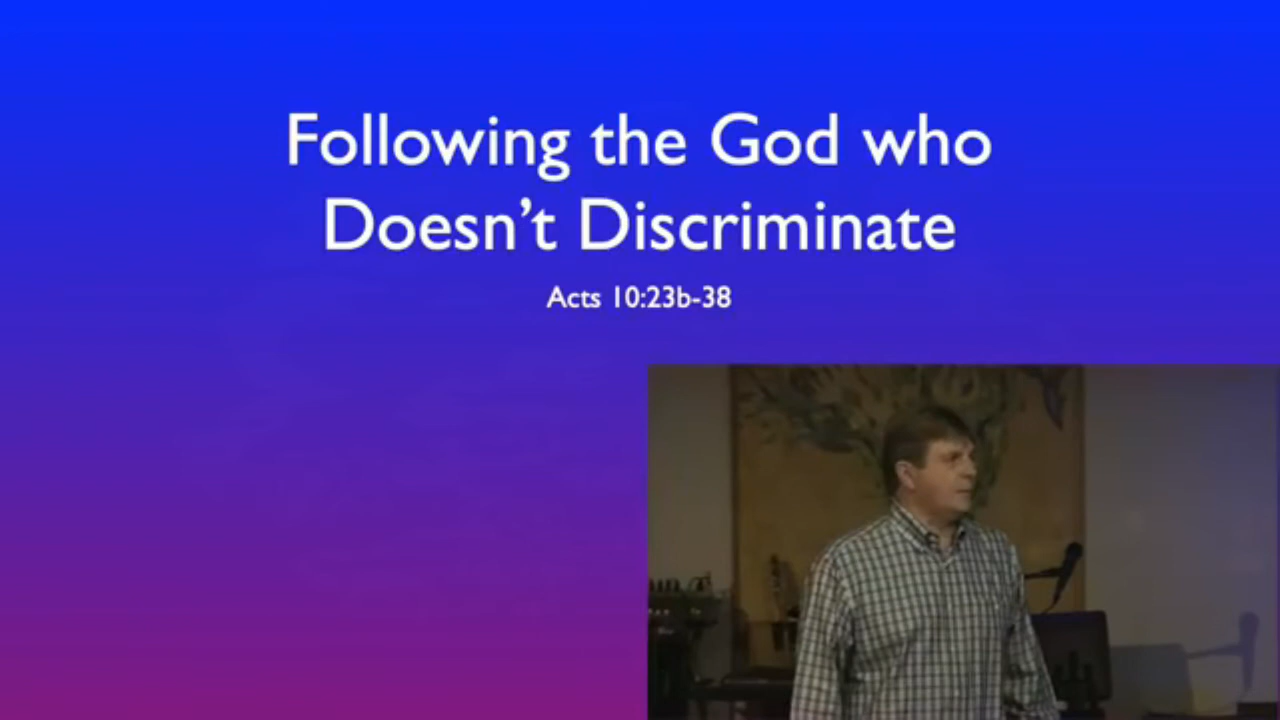 Following the God who
Doesn’t Discriminate
Acts 10:23b-38